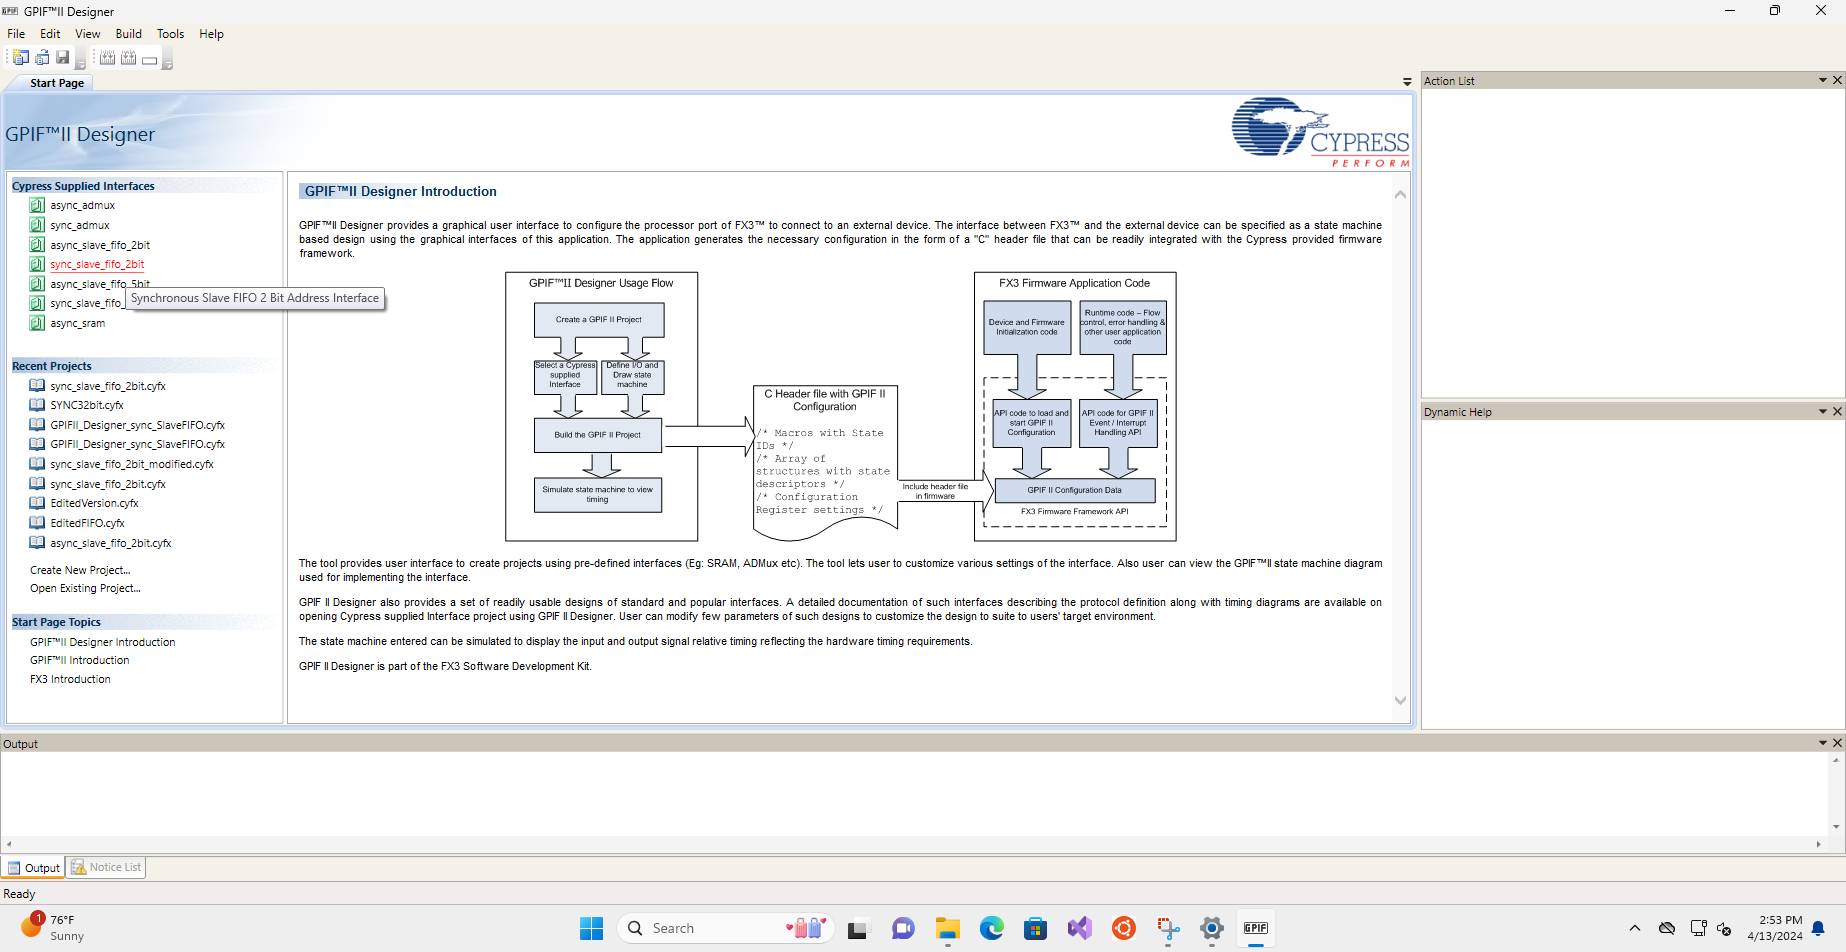 GPIF™II Designer
File Edit View Build Tools Help
Start Page
GPIF™II Designer
CYPRESS
PERFORM
Cypress Supplied Interfaces
async_admux
sync_admux
async_slave_fifo_2bit
sync_slave_fifo_2bit
async_slave_fifo_5bit
sync_slave_fifo_
Synchronous Slave FIFO 2 Bit Address Interface
async_sram
Recent Projects
sync_slave_fifo_2bit.cyfx
SYNC32bit.cyfx
GPIFII_Designer_sync_SlaveFIFO.cyfx
GPIFII_Designer_sync_SlaveFIFO.cyfx
sync_slave_fifo_2bit_modified.cyfx
sync_slave_fifo_2bit.cyfx
EditedVersion.cyfx
EditedFIFO.cyfx
async_slave_fifo_2bit.cyfx
Create New Project...
Open Existing Project...
Start Page Topics
GPIF™II Designer Introduction
GPIF™II Introduction
FX3 Introduction
GPIF™II Designer Introduction
GPIF™II Designer provides a graphical user interface to configure the processor port of FX3™ to connect to an external device. The interface between FX3™ and the external device can be specified as a state machine
based design using the graphical interfaces of this application. The application generates the necessary configuration in the form of a "C" header file that can be readily integrated with the Cypress provided firmware
framework.
GPIF™II Designer Usage Flow
Create a GPIF II Project
Select a Cypress
supplied
Interface
Define I/O and
Draw state
machine
Build the GPIF II Project
Simulate state machine to view
timing
C Header file with GPIF II
Configuration
/* Macros with State
IDs */
/* Array of
structures with state
descriptors */
/* Configuration
Register settings */
Include header file
in firmware
FX3 Firmware Application Code
Device and Firmware
Initialization code
Runtime code – Flow
control, error handling &
other user application
code
API code to load and
start GPIF II
Configuration
API code for GPIF II
Event / Interrupt
Handling API
GPIF II Configuration Data
FX3 Firmware Framework API
The tool provides user interface to create projects using pre-defined interfaces (Eg: SRAM, ADMux etc). The tool lets user to customize various settings of the interface. Also user can view the GPIF™II state machine diagram
used for implementing the interface.
GPIF II Designer also provides a set of readily usable designs of standard and popular interfaces. A detailed documentation of such interfaces describing the protocol definition along with timing diagrams are available on
opening Cypress supplied Interface project using GPIF II Designer. User can modify few parameters of such designs to customize the design to suite to users' target environment.
The state machine entered can be simulated to display the input and output signal relative timing reflecting the hardware timing requirements.
GPIF II Designer is part of the FX3 Software Development Kit.
Action List
Dynamic Help
Output
Output Notice List
Ready
1
76°F
Sunny
Search
GPIF
2:53 PM
4/13/2024